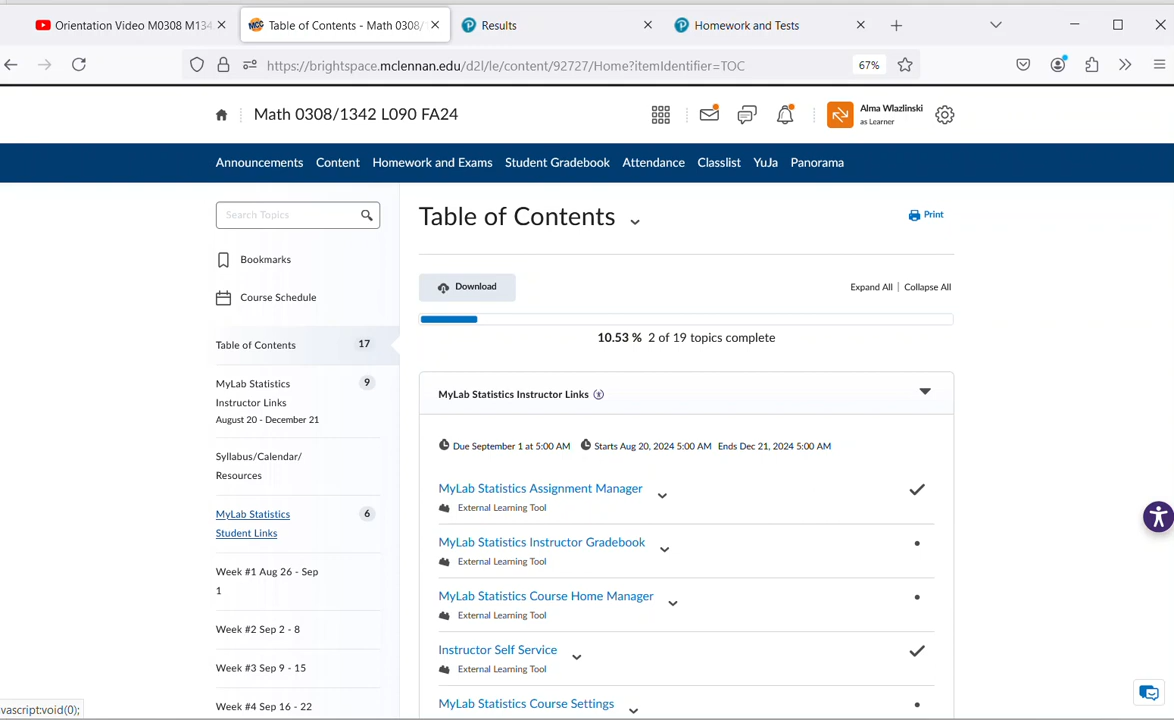 Orientation Video M0308 M134
Table of Contents - Math 0308/
Results
Homework and Tests
https://brightspace.mclennan.edu/d2l/le/content/92727/Home?itemIdentifier=TOC
67%
Math 0308/1342 L090 FA24
Alma Wlazlinski
as Learner
Announcements Content Homework and Exams Student Gradebook Attendance Classlist YuJa Panorama
Search Topics
Bookmarks
Course Schedule
Table of Contents 17
MyLab Statistics 9
Instructor Links
August 20 - December 21
Syllabus/Calendar/
Resources
MyLab Statistics 6
Student Links
Week #1 Aug 26 - Sep
1
Week #2 Sep 2 - 8
Week #3 Sep 9 - 15
Week #4 Sep 16 - 22
vascript:void(0);
Table of Contents
Print
Download
Expand All | Collapse All
10.53 % 2 of 19 topics complete
MyLab Statistics Instructor Links
Due September 1 at 5:00 AM Starts Aug 20, 2024 5:00 AM Ends Dec 21, 2024 5:00 AM
MyLab Statistics Assignment Manager
External Learning Tool
MyLab Statistics Instructor Gradebook
External Learning Tool
MyLab Statistics Course Home Manager
External Learning Tool
Instructor Self Service
External Learning Tool
MyLab Statistics Course Settings